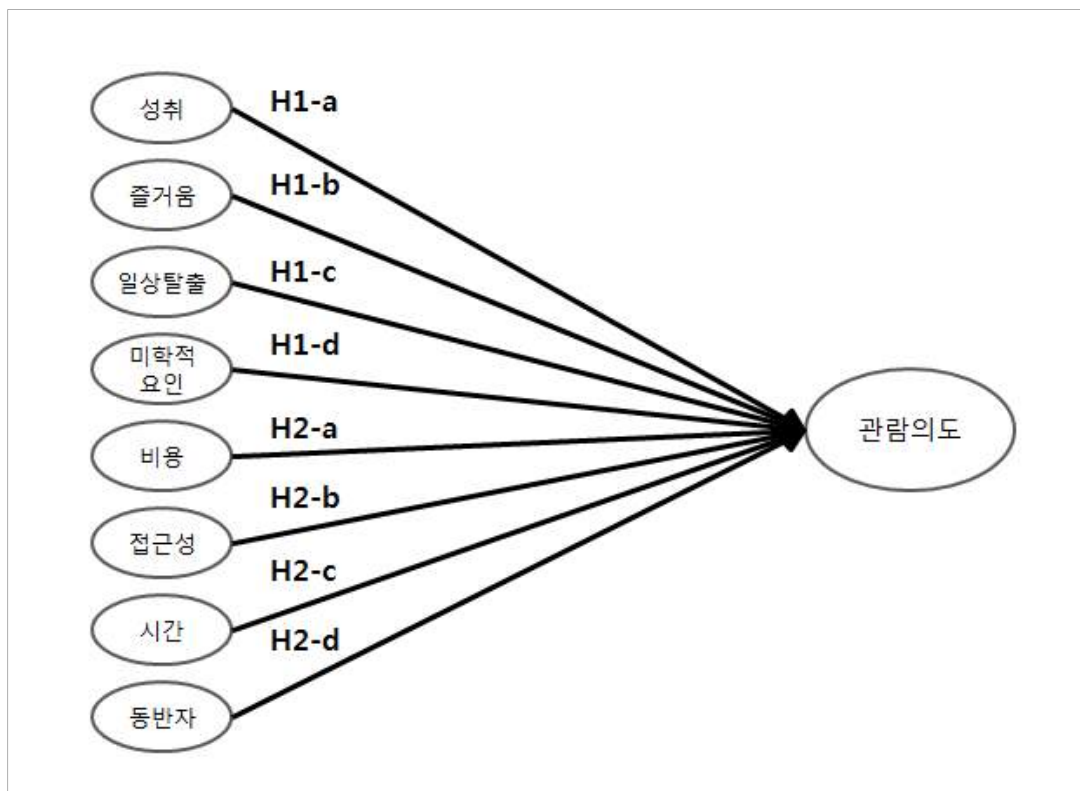 성취
H1-a
즐거움
H1-b
일상탈출
H1-c
미학적
요인
H1-d
비용
H2-a
접근성
H2-b
시간
H2-c
동반자
H2-d
관람의도